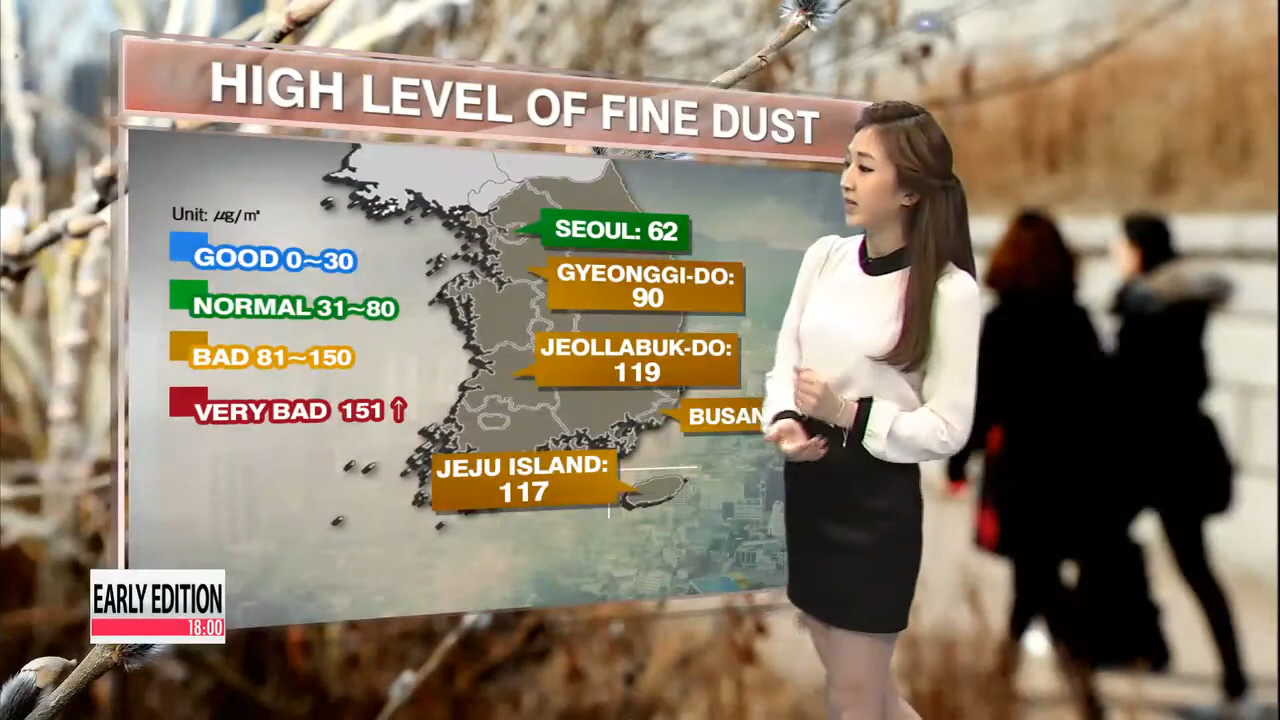 HIGH LEVEL OF FINE DUST
Unit: ㎍/㎥
GOOD 0~30
NORMAL 31~80
BAD 81~150
VERY BAD 151↑
SEOUL: 62
GYEONGGI-DO:
90
JEOLLABUK-DO:
119
BUSAN
JEJU ISLAND:
117
EARLY EDITION
18:00